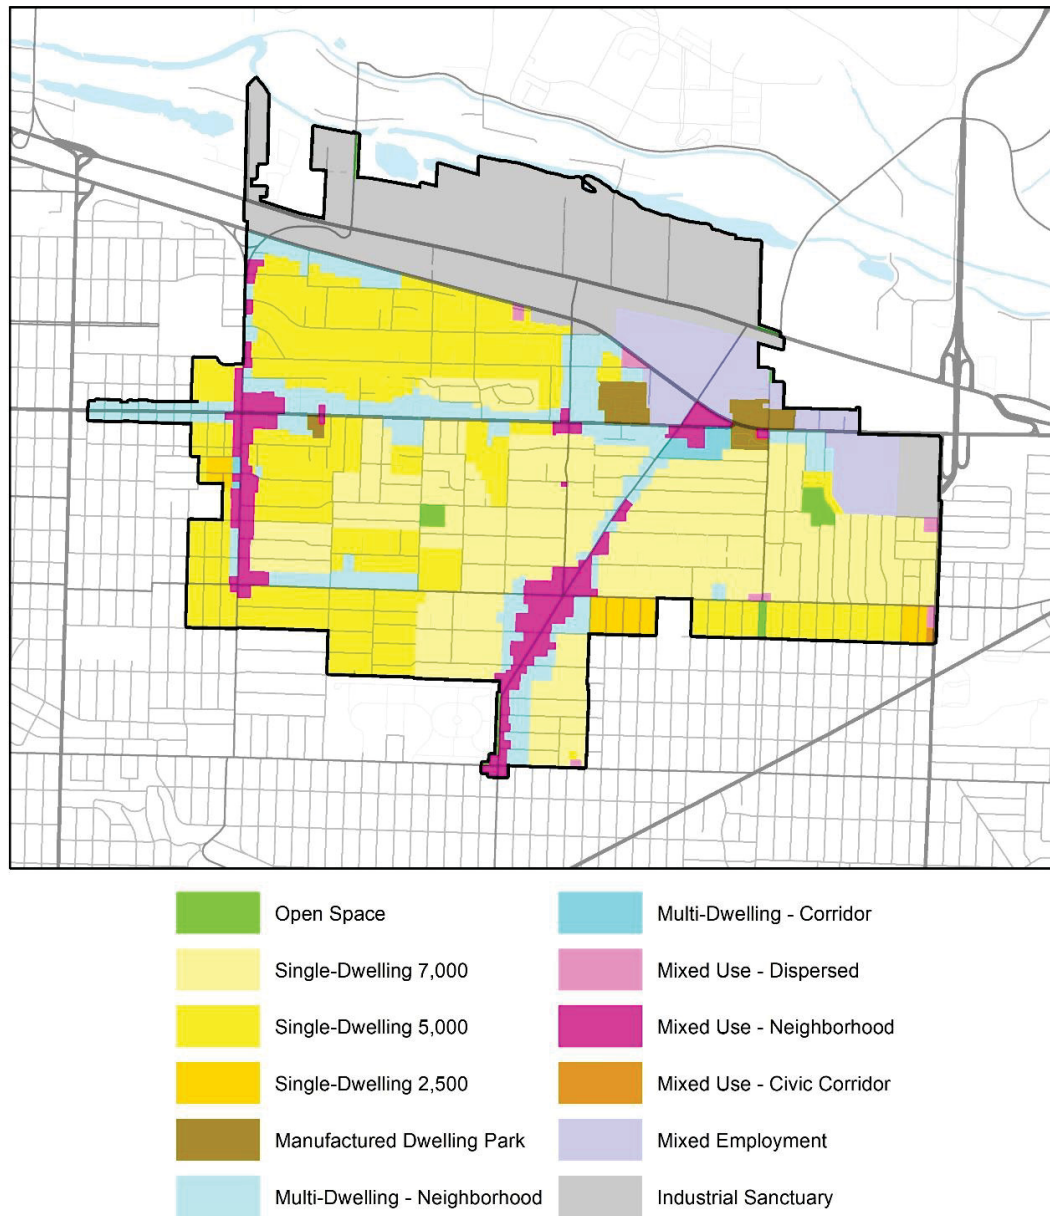 Open Space
Single-Dwelling 7,000
Single-Dwelling 5,000
Single-Dwelling 2,500
Manufactured Dwelling Park
Multi-Dwelling - Neighborhood
Multi-Dwelling - Corridor
Mixed Use - Dispersed
Mixed Use - Neighborhood
Mixed Use - Civic Corridor
Mixed Employment
Industrial Sanctuary